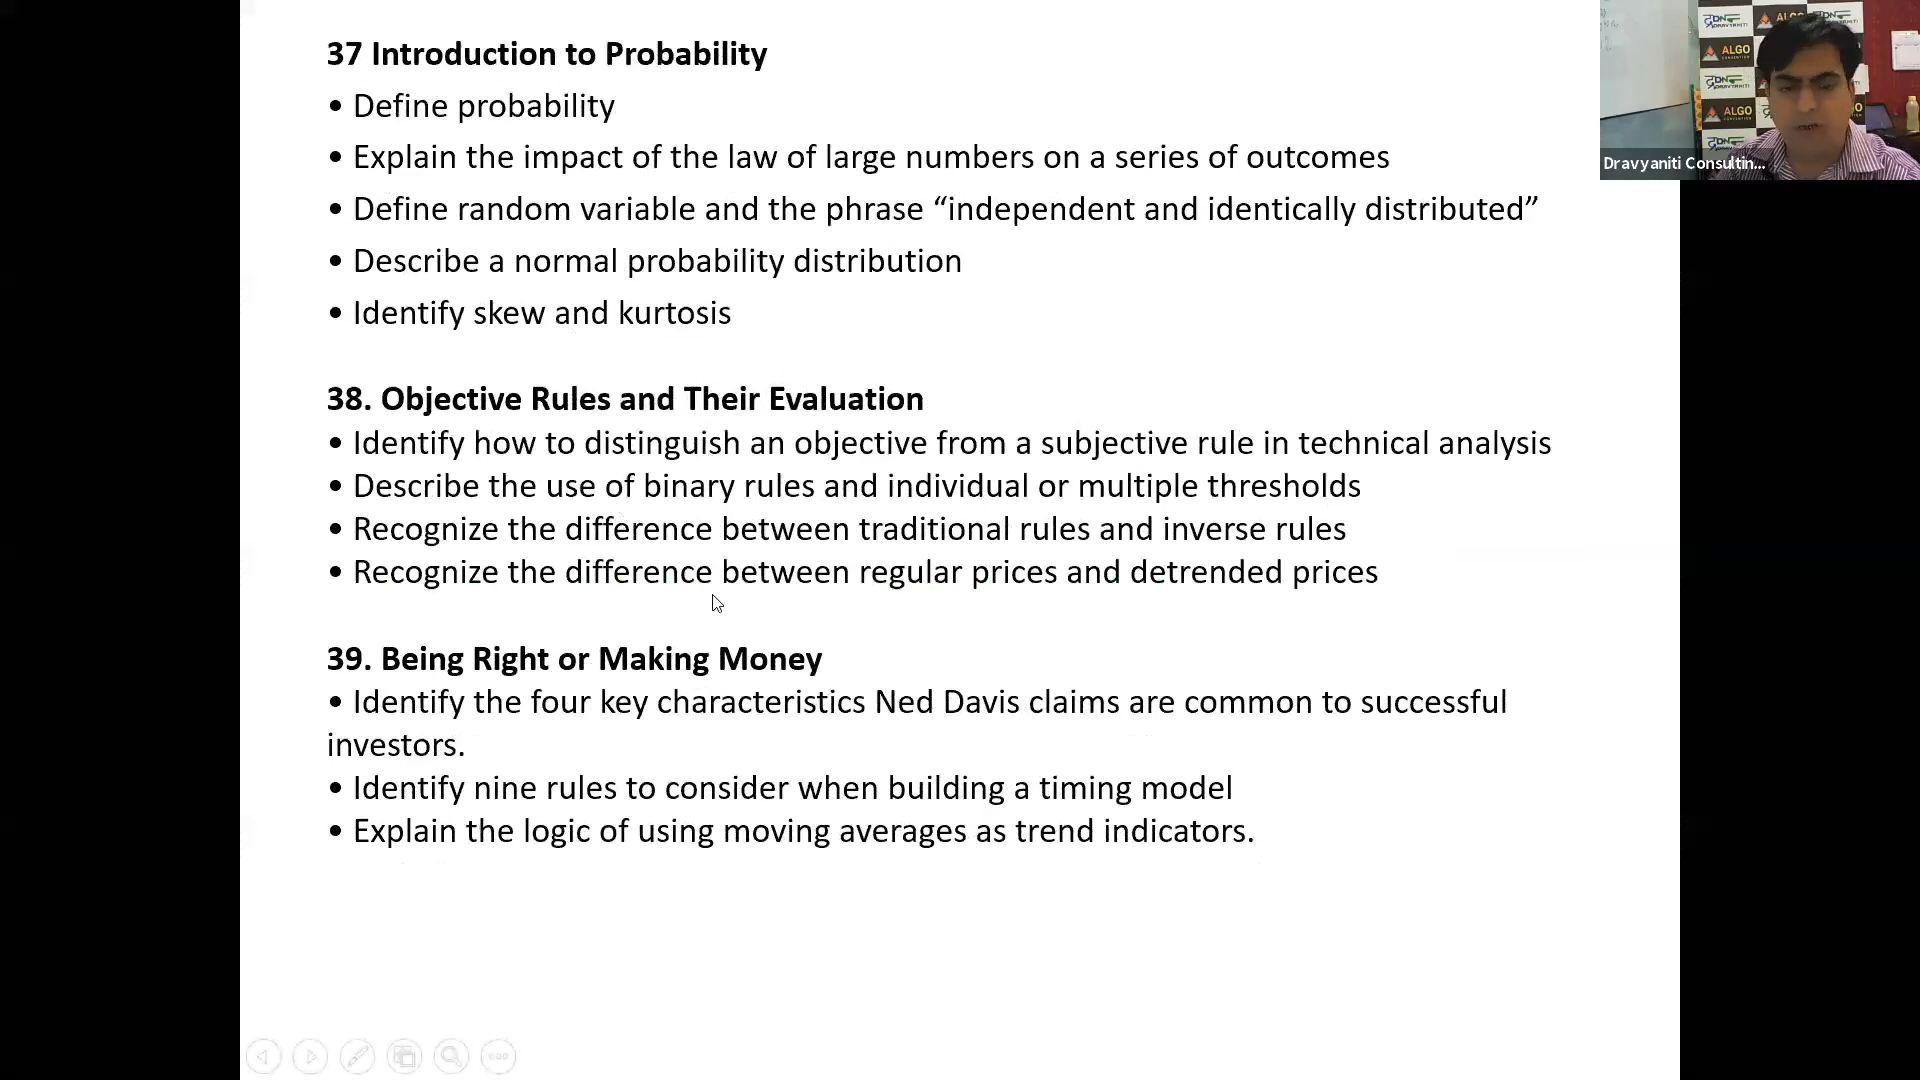 37 Introduction to Probability
• Define probability
• Explain the impact of the law of large numbers on a series of outcomes
• Define random variable and the phrase “independent and identically distributed”
• Describe a normal probability distribution
• Identify skew and kurtosis
38. Objective Rules and Their Evaluation
• Identify how to distinguish an objective from a subjective rule in technical analysis
• Describe the use of binary rules and individual or multiple thresholds
• Recognize the difference between traditional rules and inverse rules
• Recognize the difference between regular prices and detrended prices
39. Being Right or Making Money
• Identify the four key characteristics Ned Davis claims are common to successful
investors.
• Identify nine rules to consider when building a timing model
• Explain the logic of using moving averages as trend indicators.
ALGO
ALGO
ALGO
Dravyaniti Consultin...